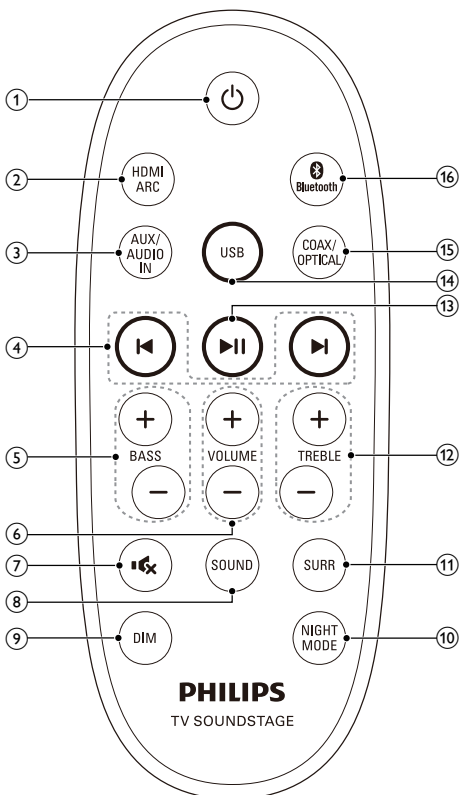 1
2
HDMI
ARC
Bluetooth
16
3
AUX/
AUDIO
IN
USB
COAX/
OPTICAL
15
14
13
4
5
BASS
VOLUME
TREBLE
12
6
7
SOUND
SURR
11
8
9
DIM
NIGHT
MODE
10
PHILIPS
TV SOUNDSTAGE